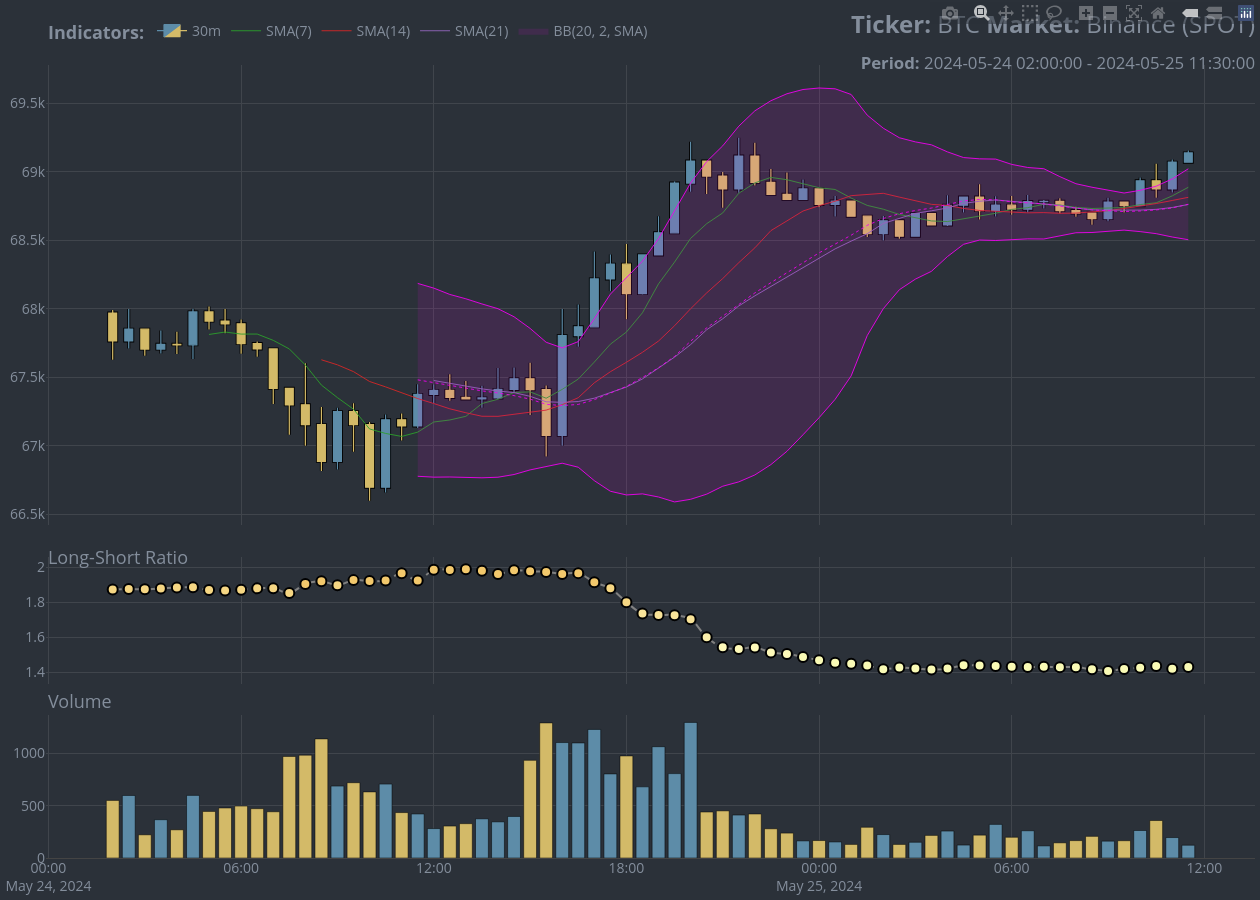 Indicators: 30m SMA(7) SMA(14) SMA(21) BB(20, 2, SMA)
Ticker: BTC Market: Binance (SPOT)
Period: 2024-05-24 02:00:00 - 2024-05-25 11:30:00
69.5k
69k
68.5k
68k
67.5k
67k
66.5k
Long-Short Ratio
2
1.8
1.6
1.4
Volume
1000
500
0
00:00 06:00 12:00 18:00 00:00 06:00 12:00
May 24, 2024 May 25, 2024